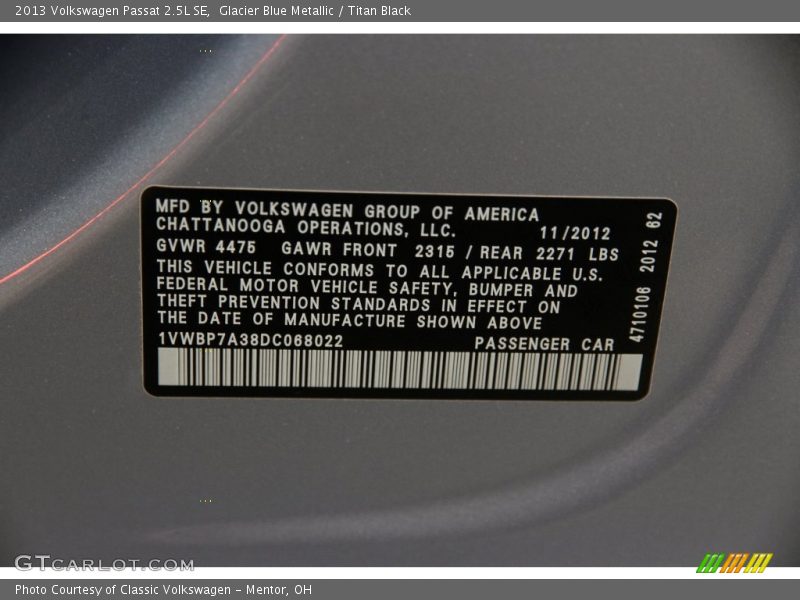 2013 Volkswagen Passat 2.5L SE,  Glacier Blue Metallic / Titan Black
MFD BY VOLKSWAGEN GROUP OF AMERICA
CHATTANOOGA OPERATIONS, LLC. 11/2012
GVWR 4475 GAWR FRONT 2315 / REAR 2271 LBS
THIS VEHICLE CONFORMS TO ALL APPLICABLE U.S.
FEDERAL MOTOR VEHICLE SAFETY, BUMPER AND
THEFT PREVENTION STANDARDS IN EFFECT ON
THE DATE OF MANUFACTURE SHOWN ABOVE
1VWBP7A38DC068022 PASSENGER CAR
4710106 2012 62
GTCARLOT.COM
Photo Courtesy of Classic Volkswagen - Mentor, OH